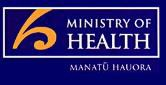 MINISTRY OF
HEALTH
MANATŪ HAUORA